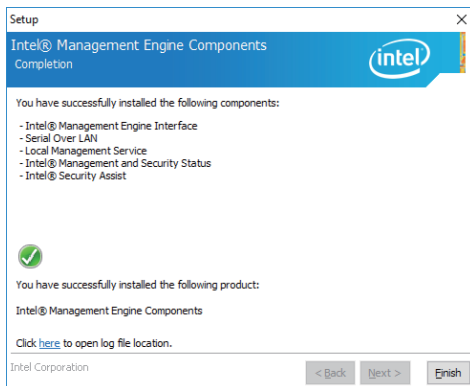 Setup
Intel® Management Engine Components
Completion
intel
You have successfully installed the following components:
- Intel® Management Engine Interface
- Serial Over LAN
- Local Management Service
- Intel® Management and Security Status
- Intel® Security Assist
You have successfully installed the following product:
Intel® Management Engine Components
Click here to open log file location.
Intel Corporation
< Back Next > Finish